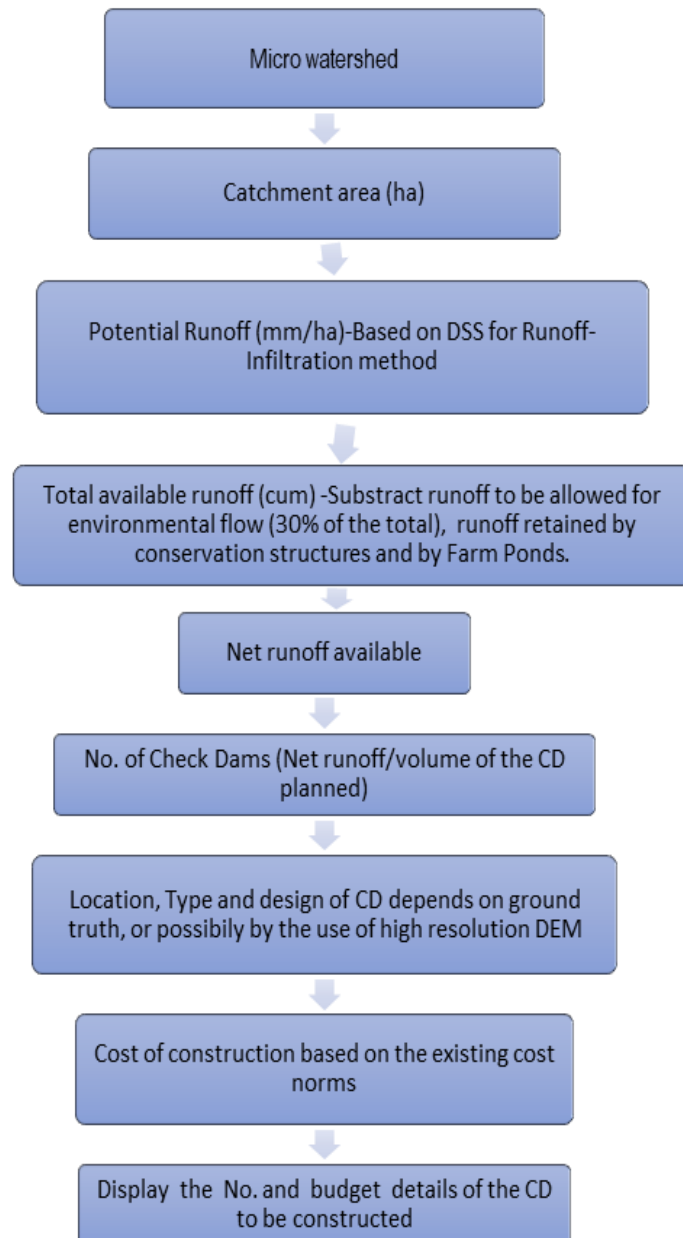 Micro watershed
Catchment area (ha)
Potential Runoff (mm/ha)-Based on DSS for Runoff-
Infiltration method
Total available runoff (cum) -Substract runoff to be allowed for
environmental flow (30% of the total), runoff retained by
conservation structures and by Farm Ponds.
Net runoff available
No. of Check Dams (Net runoff/volume of the CD
planned)
Location, Type and design of CD depends on ground
truth, or possibily by the use of high resolution DEM
Cost of construction based on the existing cost
norms
Display the No. and budget details of the CD
to be constructed